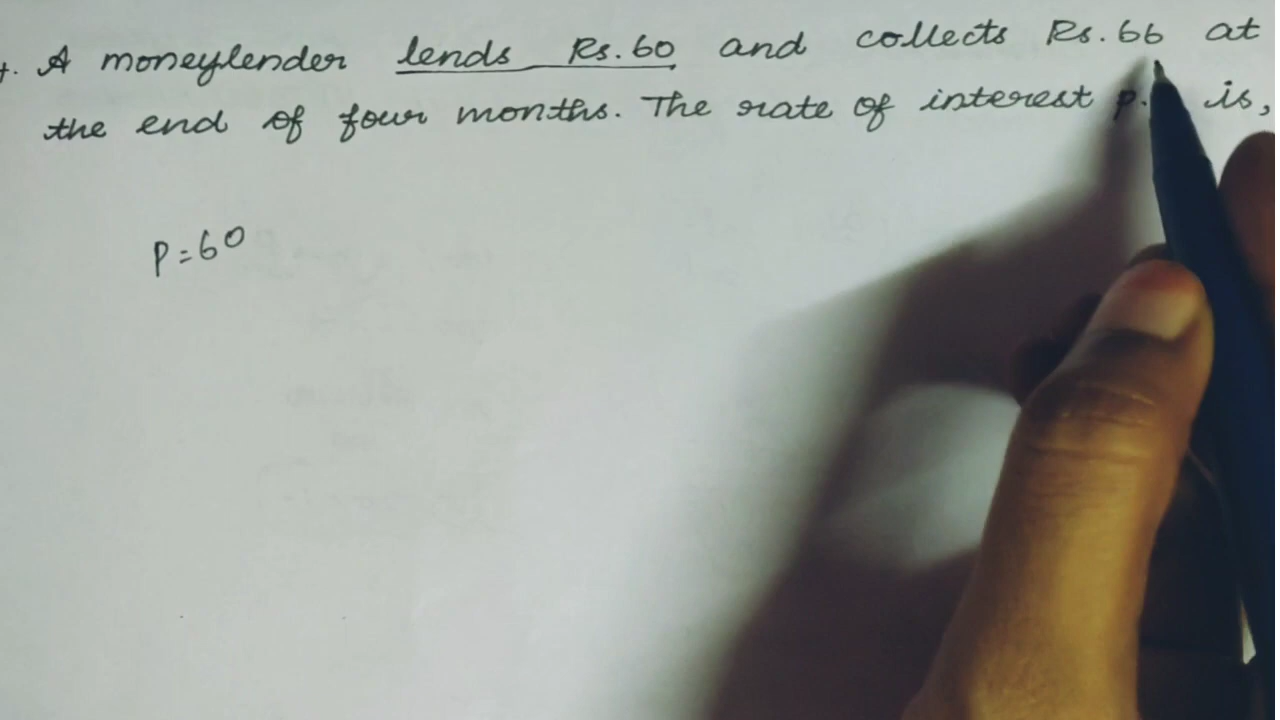 A moneylender lends Rs. 60 and collects Rs. 66 at
the end of four months. The rate of interest p. is,
P = 60